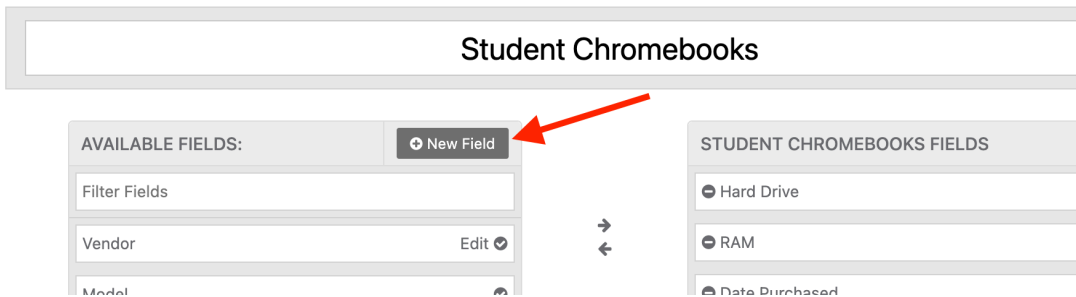 Student Chromebooks
AVAILABLE FIELDS:
New Field
Filter Fields
Vendor
Edit
Model
STUDENT CHROMEBOOKS FIELDS
Hard Drive
RAM
Date Purchased